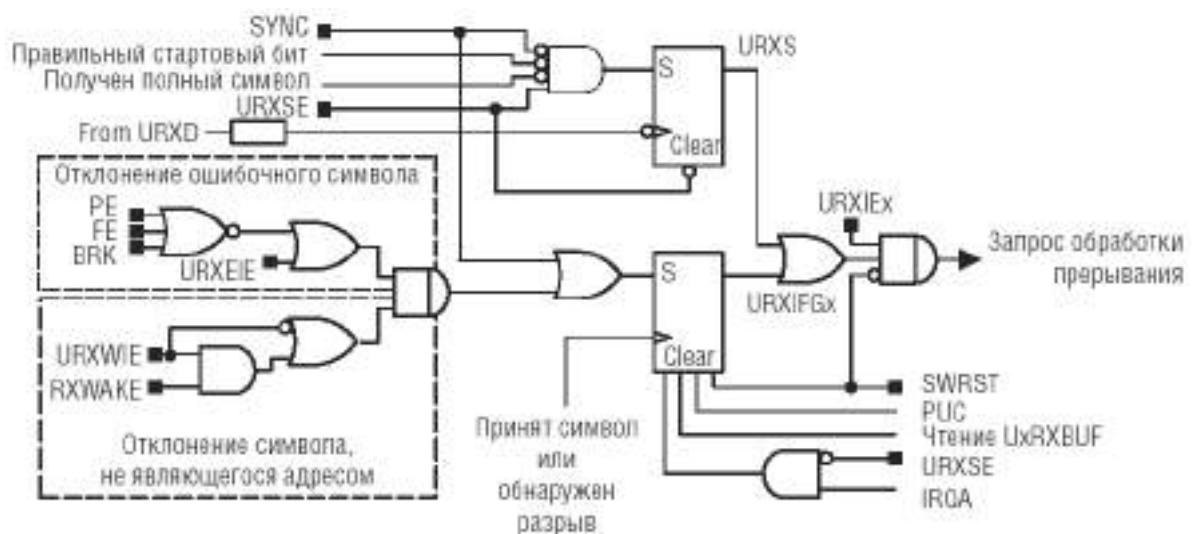 SYNC
Правильный стартовый бит
Получен полный символ
URXSE
From URXD
S
URXS
Clear
Отклонение ошибочного символа
PE
FE
BRK
URXEIE
URXWIE
RXWAKE
Отклонение символа,
не являющегося адресом
S
Clear
URXIFGx
URXIEx
Запрос обработки
прерывания
Принят символ
или
обнаружен
разрыв
SWRST
PUC
Чтение UxRXBUF
URXSE
IRQA